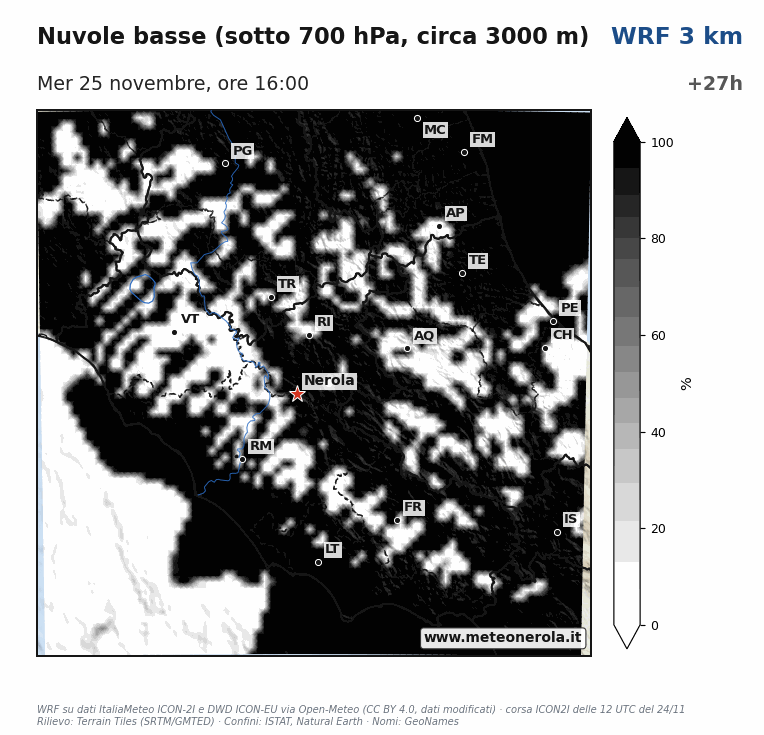 Nuvole basse (sotto 700 hPa, circa 3000 m) WRF 3 km
Mer 25 novembre, ore 16:00 +27h
MC
FM
PG
AP
TE
TR
PE
VT
RI
AQ
CH
Nerola
RM
FR
IS
LT
www.meteonerola.it
100
80
60
40
20
0
%
WRF su dati ItaliaMeteo ICON-2I e DWD ICON-EU via Open-Meteo (CC BY 4.0, dati modificati) · corsa ICON2I delle 12 UTC del 24/11
Rilievo: Terrain Tiles (SRTM/GMTED) · Confini: ISTAT, Natural Earth · Nomi: GeoNames